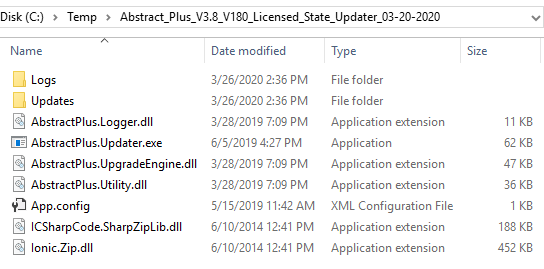 Disk (C:) > Temp > Abstract_Plus_V3.8_V180_Licensed_State_Updater_03-20-2020
Name Date modified Type Size
Logs 3/26/2020 2:36 PM File folder
Updates 3/26/2020 2:36 PM File folder
AbstractPlus.Logger.dll 3/28/2019 7:09 PM Application extension 11 KB
AbstractPlus.Updater.exe 6/5/2019 4:27 PM Application 62 KB
AbstractPlus.UpgradeEngine.dll 3/28/2019 7:09 PM Application extension 47 KB
AbstractPlus.Utility.dll 3/28/2019 7:09 PM Application extension 36 KB
App.config 5/15/2019 11:42 AM XML Configuration File 1 KB
ICSharpCode.SharpZipLib.dll 6/10/2014 12:41 PM Application extension 188 KB
Ionic.Zip.dll 6/10/2014 12:41 PM Application extension 452 KB